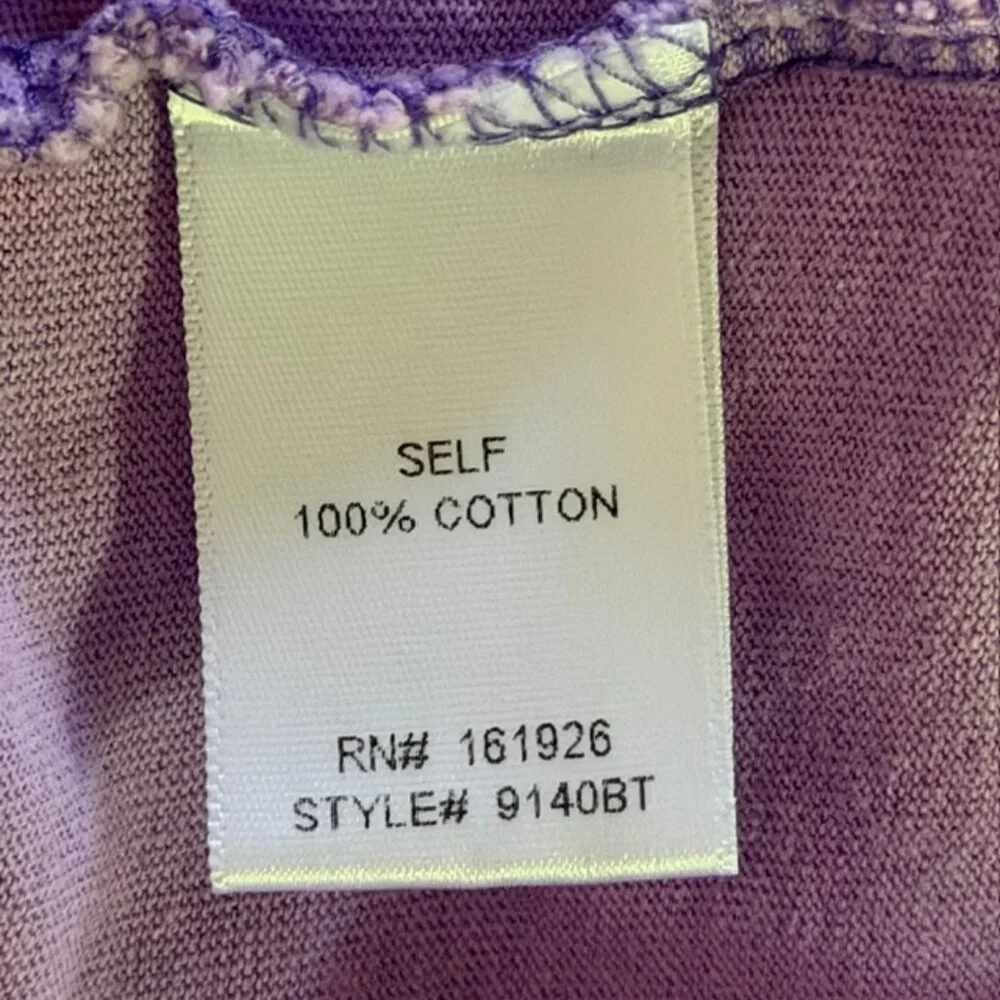 SELF
100% COTTON
RN# 161926
STYLE# 9140BT